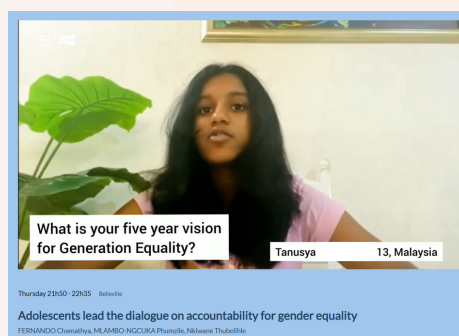 What is your five year vision
for Generation Equality?
Tanusya 13, Malaysia
Thursday 21h50 - 22h35 Belleville
Adolescents lead the dialogue on accountability for gender equality
FERNANDO Chamathya, MLAMBO-NGCUKA Phumzile, Nkiwane Thubelihle